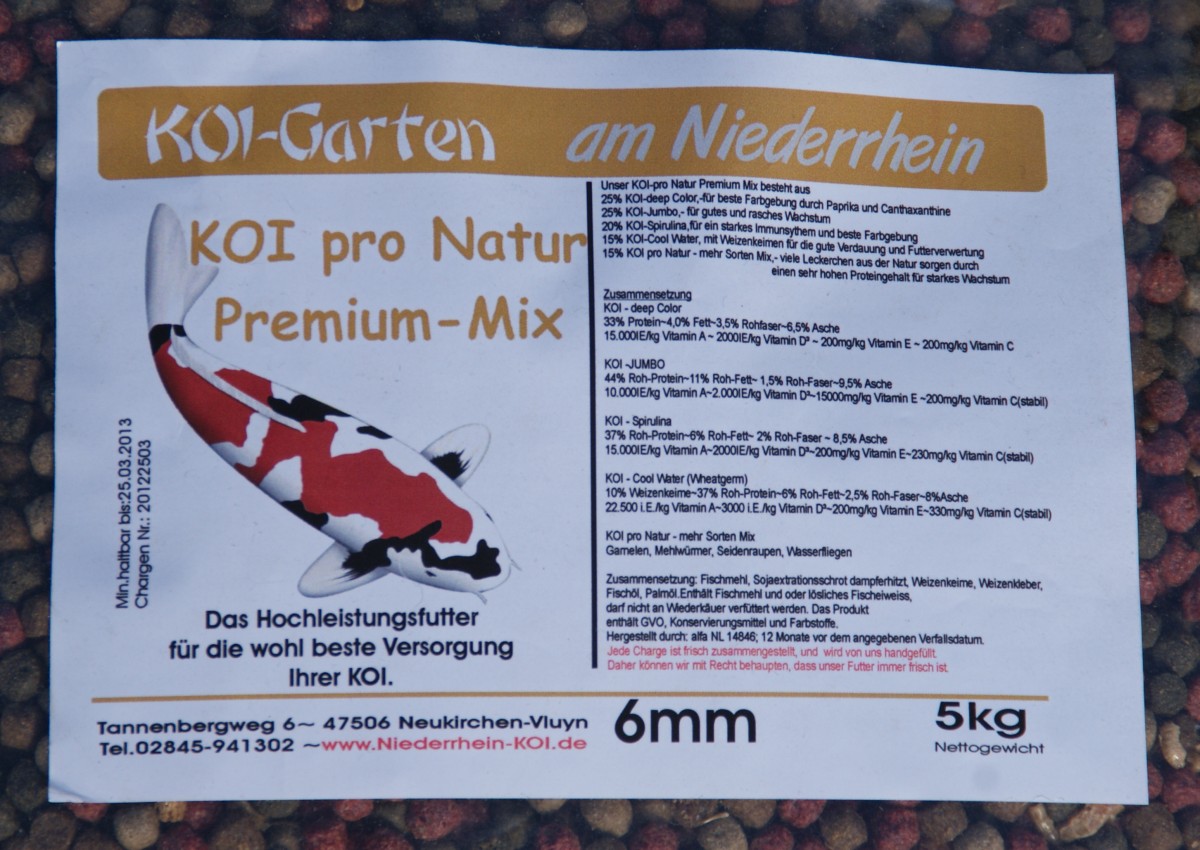 KOI-Garten am Niederrhein
KOI pro Natur
Premium-Mix
Min.haltbar bis:25.03.2013
Chargen Nr.: 20122503
Das Hochleistungsfutter
für die wohl beste Versorgung
Ihrer KOI.
Unser KOI-pro Natur Premium Mix besteht aus
25% KOI-deep Color,-für beste Farbgebung durch Paprika und Canthaxanthine
25% KOI-Jumbo,- für gutes und rasches Wachstum
20% KOI-Spirulina,für ein starkes Immunsythem und beste Farbgebung
15% KOI-Cool Water, mit Weizenkeimen für die gute Verdauung und Futterverwertung
15% KOI pro Natur - mehr Sorten Mix,- viele Leckerchen aus der Natur sorgen durch
einen sehr hohen Proteingehalt für starkes Wachstum
Zusammensetzung
KOI - deep Color
33% Protein~4,0% Fett~3,5% Rohfaser~6,5% Asche
15.000IE/kg Vitamin A ~ 2000IE/kg Vitamin D³ ~ 200mg/kg Vitamin E ~ 200mg/kg Vitamin C
KOI -JUMBO
44% Roh-Protein~11% Roh-Fett~ 1,5% Roh-Faser~9,5% Asche
10.000IE/kg Vitamin A~2.000IE/kg Vitamin D³~15000mg/kg Vitamin E ~200mg/kg Vitamin C(stabil)
KOI - Spirulina
37% Roh-Protein~6% Roh-Fett~ 2% Roh-Faser ~ 8,5% Asche
15.000IE/kg Vitamin A~2000IE/kg Vitamin D³~200mg/kg Vitamin E~230mg/kg Vitamin C(stabil)
KOI - Cool Water (Wheatgerm)
10% Weizenkeime~37% Roh-Protein~6% Roh-Fett~2,5% Roh-Faser~8%Asche
22.500 i.E./kg Vitamin A~3000 i.E./kg Vitamin D³~200mg/kg Vitamin E~330mg/kg Vitamin C(stabil)
KOI pro Natur - mehr Sorten Mix
Gamelen, Mehlwürmer, Seidenraupen, Wasserfliegen
Zusammensetzung: Fischmehl, Sojaextrationsschrot dampferhitzt, Weizenkeime, Weizenkleber,
Fischöl, Palmöl.Enthält Fischmehl und oder lösliches Fischeiweiss,
darf nicht an Wiederkäuer verfüttert werden. Das Produkt
enthält GVO, Konservierungsmittel und Farbstoffe.
Hergestellt durch: alfa NL 14846; 12 Monate vor dem angegebenen Verfallsdatum.
Jede Charge ist frisch zusammengestellt, und wird von uns handgefüllt.
Daher können wir mit Recht behaupten, dass unser Futter immer frisch ist.
Tannenbergweg 6~ 47506 Neukirchen-Vluyn
Tel.02845-941302 ~www.Niederrhein-KOI.de
6mm
5kg
Nettogewicht